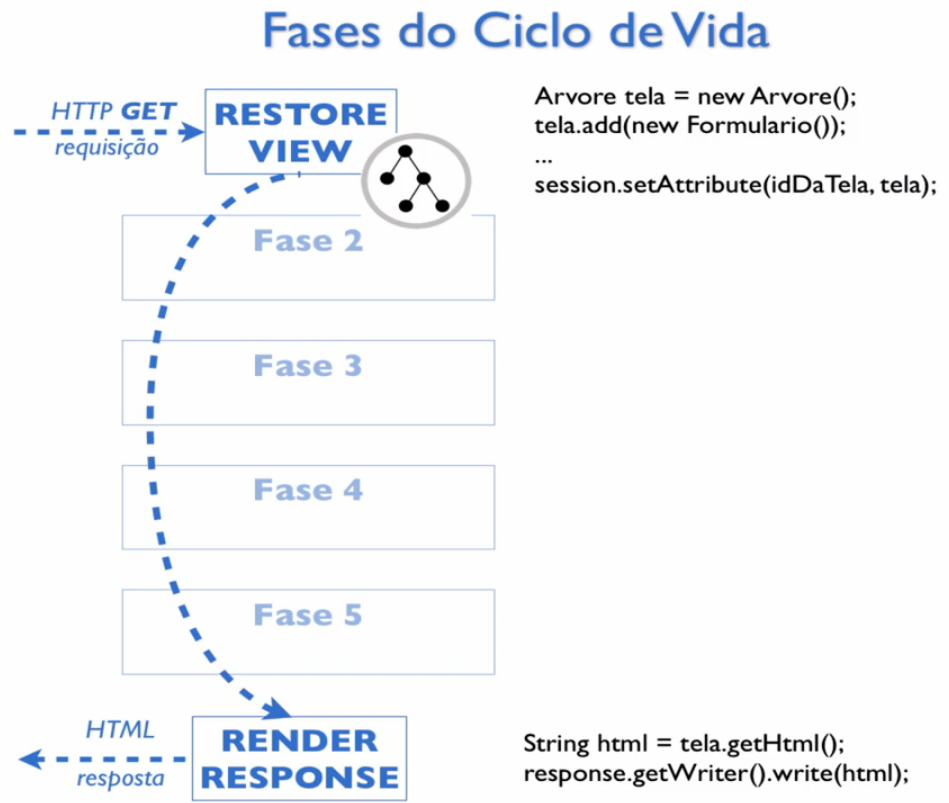 Fases do Ciclo de Vida
HTTP GET
requisição
RESTORE
VIEW
Arvore tela = new Arvore();
tela.add(new Formulario());
...
session.setAttribute(idDaTela, tela);
Fase 2
Fase 3
Fase 4
Fase 5
HTML
resposta
RENDER
RESPONSE
String html = tela.getHtml();
response.getWriter().write(html);